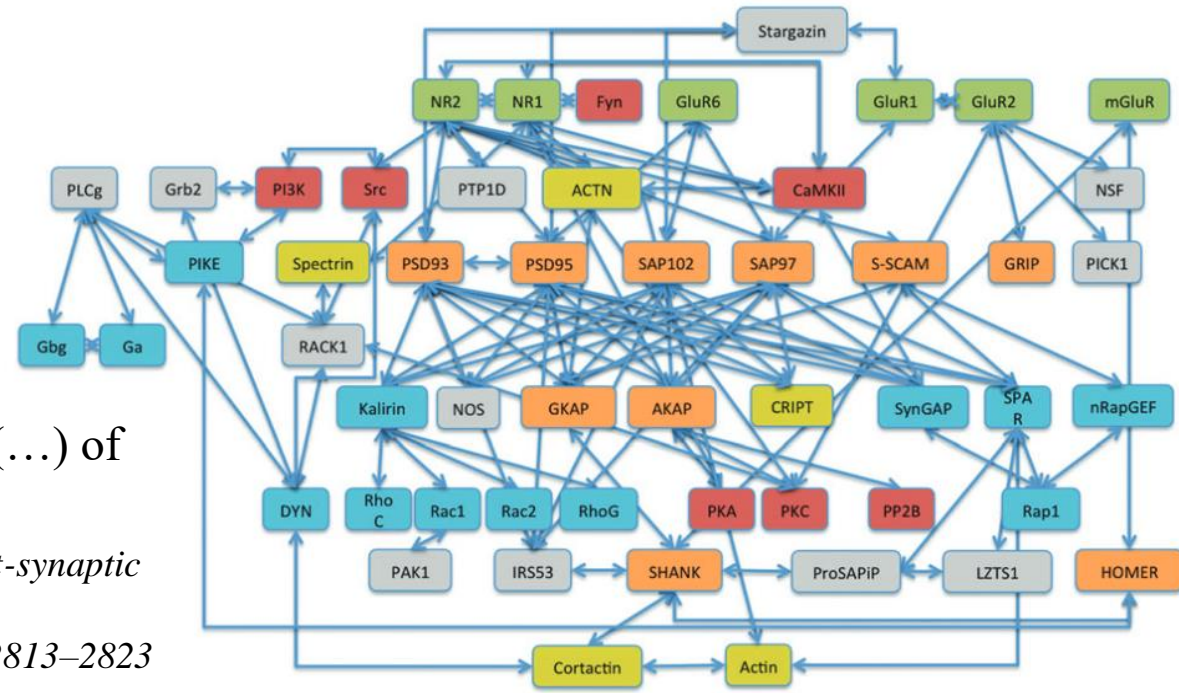 Stargazin
NR2 NR1 Fyn GluR6 GluR1 GluR2 mGluR
PLCg Grb2 PI3K Src PTP1D ACTN CaMKII NSF
PIKE Spectrin PSD93 PSD95 SAP102 SAP97 S-SCAM GRIP PICK1
Gbg Ga RACK1
Kalirin NOS GKAP AKAP CRIPT SynGAP SPA
R nRapGEF
(…) of
DYN Rho
C Rac1 Rac2 RhoG PKA PKC PP2B Rap1
t-synaptic
PAK1 IRS53 SHANK ProSAPiP LZTS1 HOMER
2813–2823
Cortactin Actin